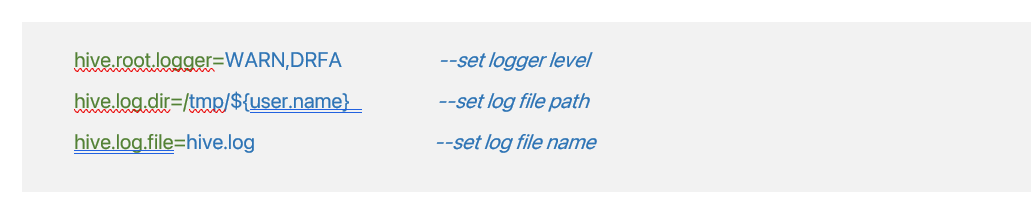 hive.root.logger=WARN,DRFA --set logger level
hive.log.dir=/tmp/${user.name} --set log file path
hive.log.file=hive.log --set log file name